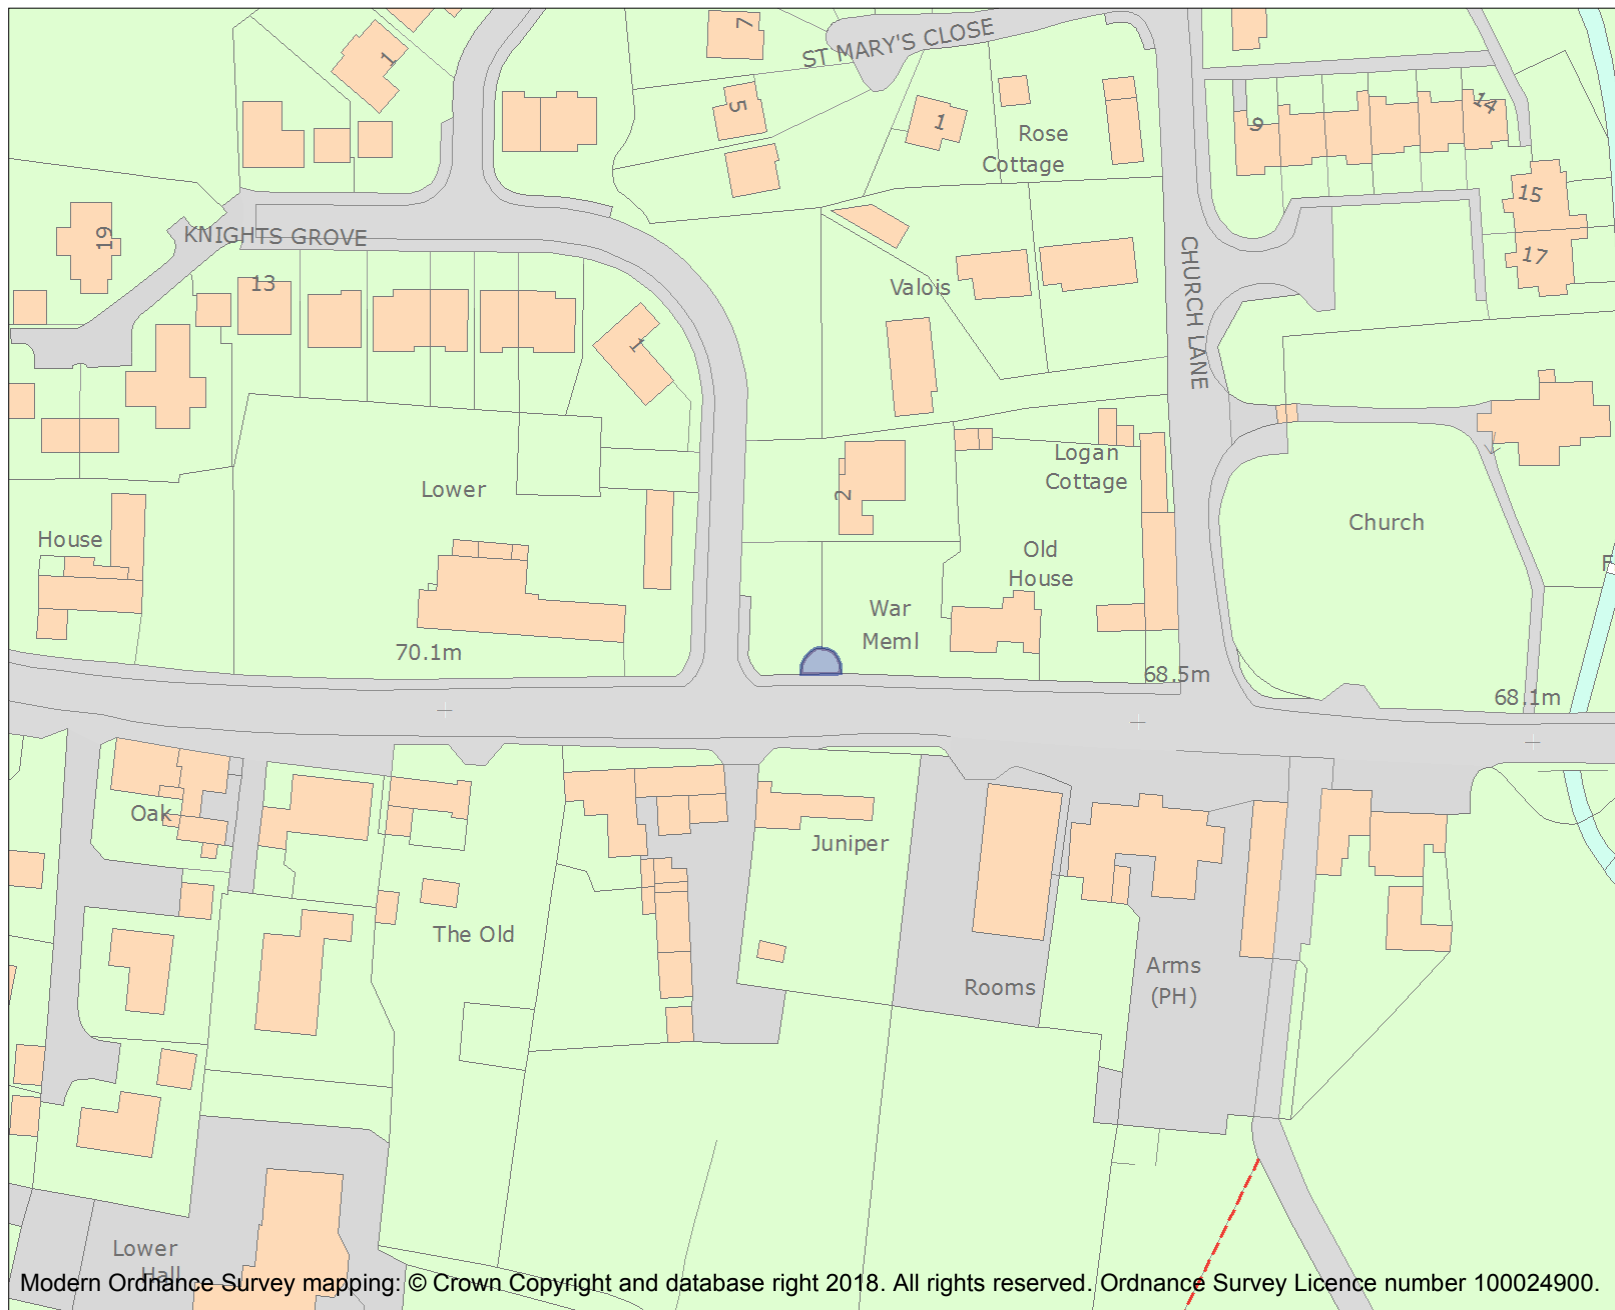 7
ST MARY'S CLOSE
1
5
1
Rose
Cottage
9
14
15
17
19
KNIGHTS GROVE
13
Valois
CHURCH LANE
1
Logan
Cottage
Lower
2
House
Church
Old
House
War
Meml
70.1m
68.5m
68.1m
F
Oak
Juniper
The Old
Rooms
Arms
(PH)
Lower
Hall
Modern Ordnance Survey mapping: © Crown Copyright and database right 2018. All rights reserved. Ordnance Survey Licence number 100024900.